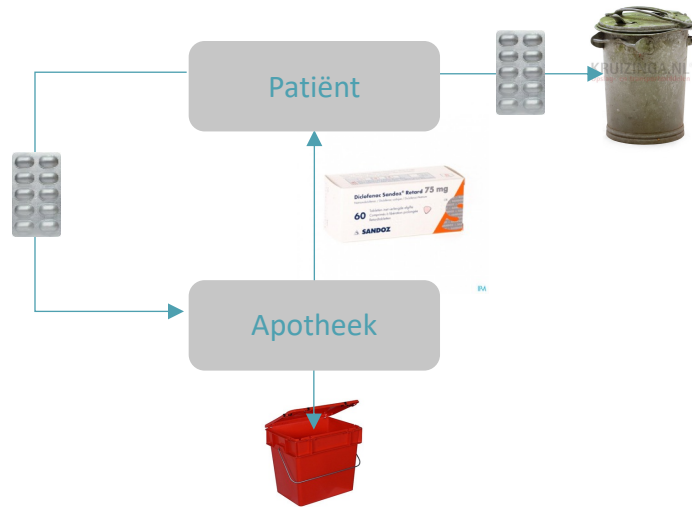 Patiënt
KRUIZINGA.NL
Diclofenac Sandoz® Retard 75 mg
60
SANDOZ
Apotheek